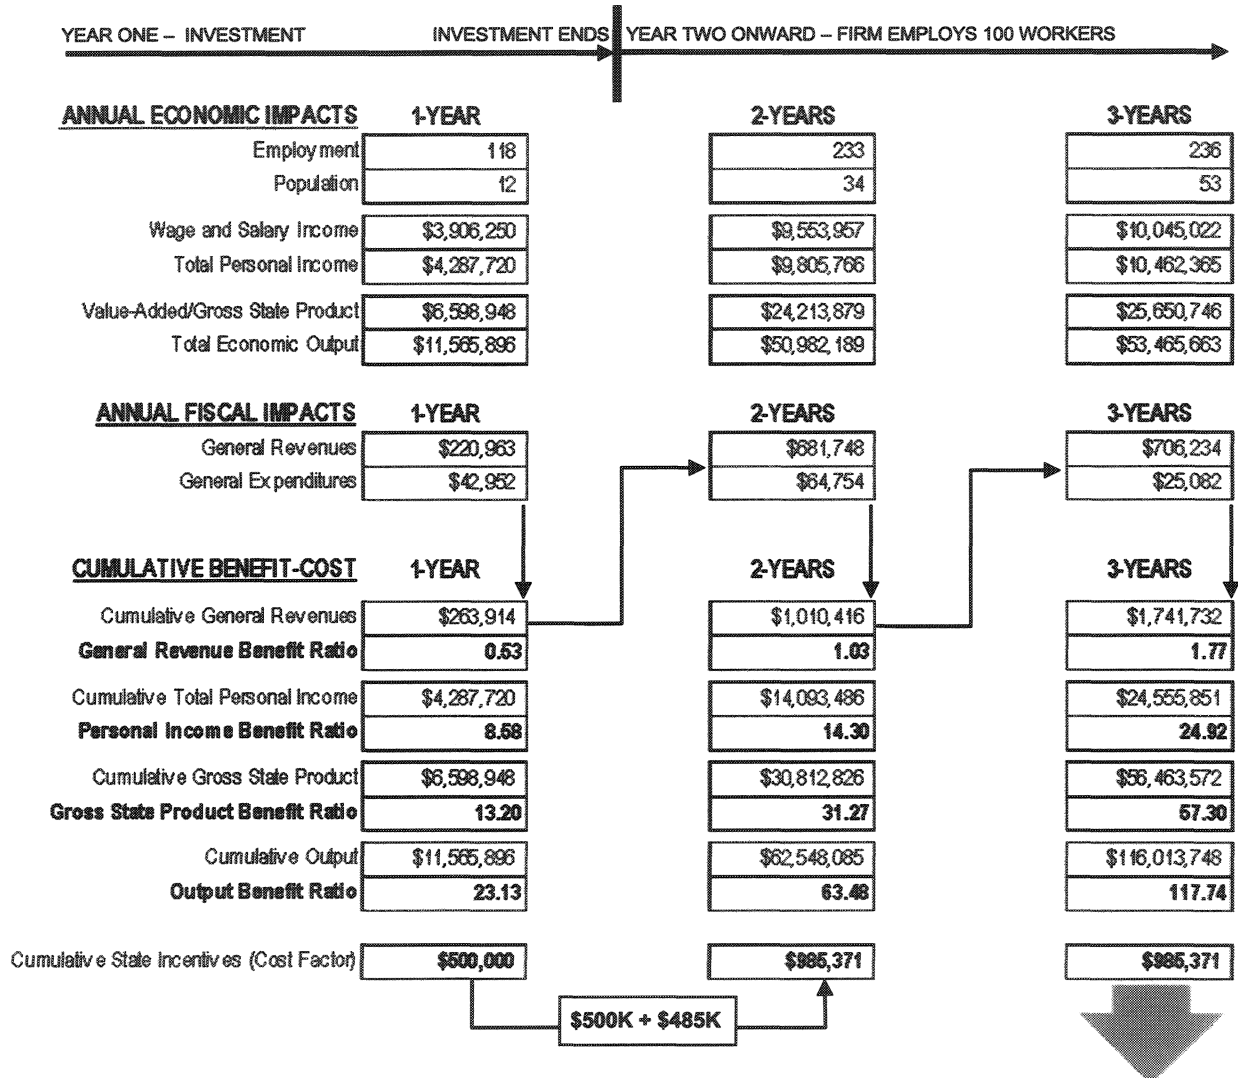 YEAR ONE – INVESTMENT INVESTMENT ENDS YEAR TWO ONWARD – FIRM EMPLOYS 100 WORKERS
ANNUAL ECONOMIC IMPACTS 1-YEAR 2-YEARS 3-YEARS
Employment 118 233 236
Population 12 34 53
Wage and Salary Income $3,906,250 $9,553,957 $10,045,022
Total Personal Income $4,287,720 $9,805,766 $10,462,365
Value-Added/Gross State Product $6,598,948 $24,213,879 $25,650,746
Total Economic Output $11,565,896 $50,982,189 $53,465,663
ANNUAL FISCAL IMPACTS 1-YEAR 2-YEARS 3-YEARS
General Revenues $220,963 $681,748 $706,234
General Expenditures $42,952 $64,754 $25,082
CUMULATIVE BENEFIT-COST 1-YEAR 2-YEARS 3-YEARS
Cumulative General Revenues $263,914 $1,010,416 $1,741,732
General Revenue Benefit Ratio 0.53 1.03 1.77
Cumulative Total Personal Income $4,287,720 $14,093,486 $24,555,851
Personal Income Benefit Ratio 8.58 14.30 24.92
Cumulative Gross State Product $6,598,948 $30,812,826 $56,463,572
Gross State Product Benefit Ratio 13.20 31.27 57.30
Cumulative Output $11,565,896 $62,548,085 $116,013,748
Output Benefit Ratio 23.13 63.48 117.74
Cumulative State Incentives (Cost Factor) $500,000 $985,371 $985,371
$500K + $485K